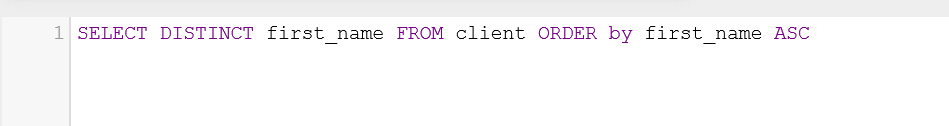 1 SELECT DISTINCT first_name FROM client ORDER by first_name ASC